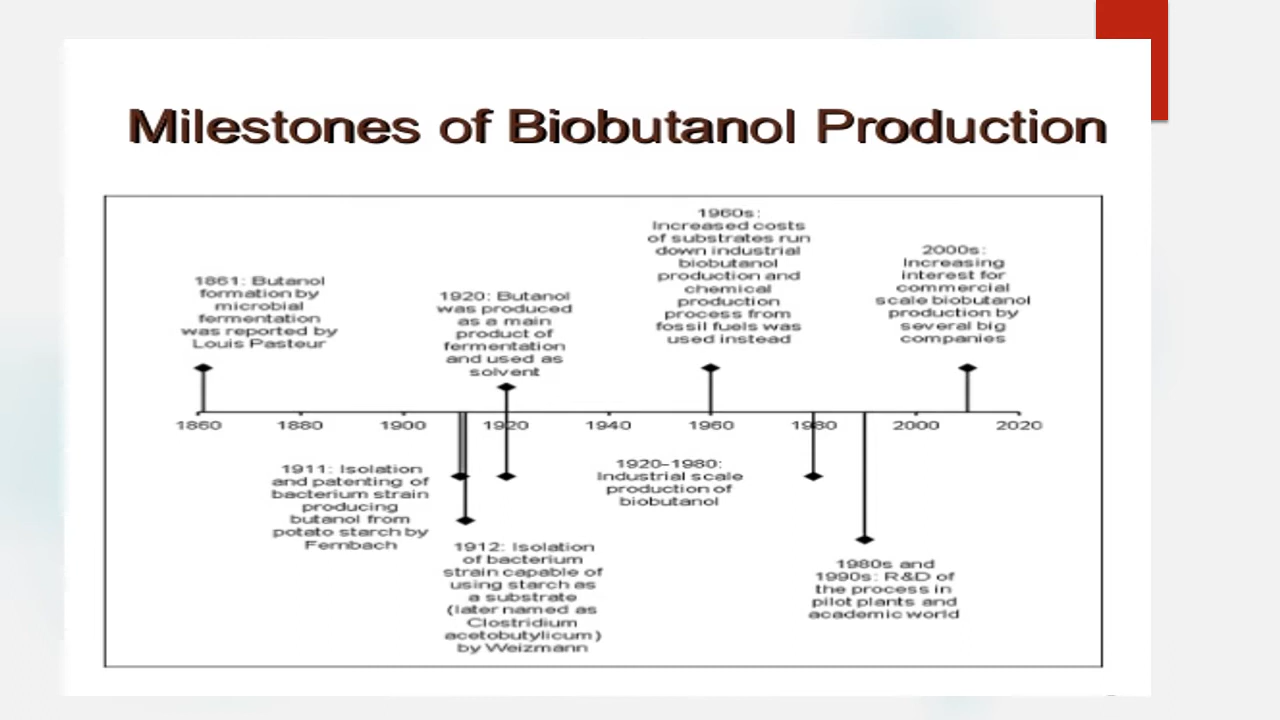 Milestones of Biobutanol Production
1861: Butanol
formation by
microbial
fermentation
was reported by
Louis Pasteur
1920: Butanol
was produced
as a main
product of
fermentation
and used as
solvent
1960s:
Increased costs
of substrates run
down industrial
biobutanol
production and
chemical
production
process from
fossil fuels was
used instead
2000s:
Increasing
interest for
commercial
scale biobutanol
production by
several big
companies
1860 1880 1900 1920 1940 1960 1980 2000 2020
1911: Isolation
and patenting of
bacterium strain
producing
butanol from
potato starch by
Fernbach
1912: Isolation
of bacterium
strain capable of
using starch as
a substrate
(later named as
Clostridium
acetobutylicum)
by Weizmann
1920-1980:
Industrial scale
production of
biobutanol
1980s and
1990s: R&D of
the process in
pilot plants and
academic world